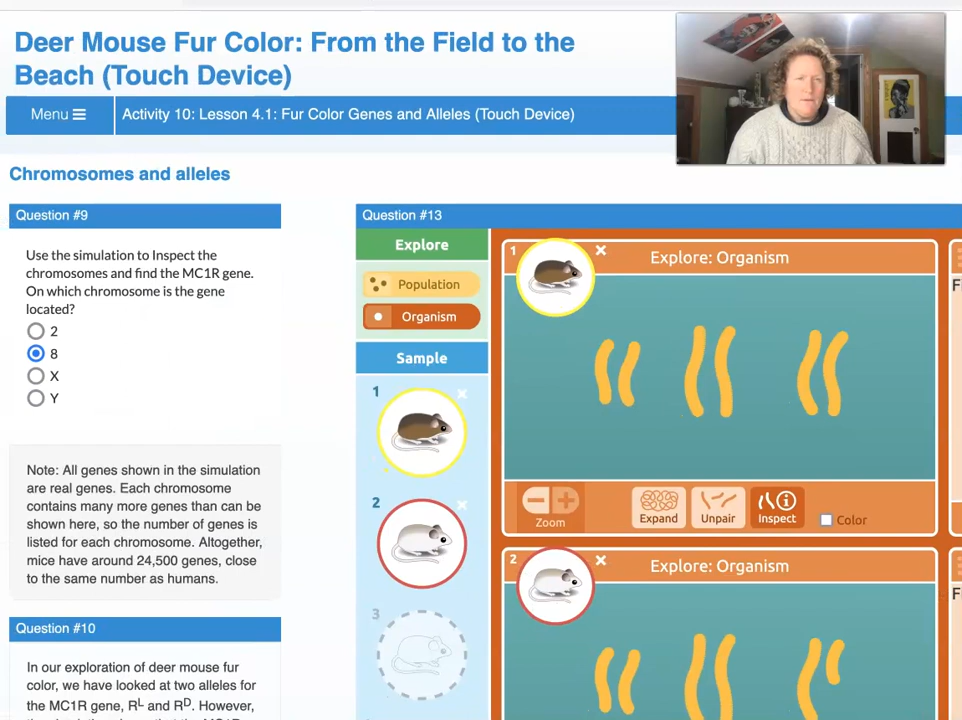 Deer Mouse Fur Color: From the Field to the
Beach (Touch Device)
Menu
Activity 10: Lesson 4.1: Fur Color Genes and Alleles (Touch Device)
Chromosomes and alleles
Question #9
Use the simulation to Inspect the
chromosomes and find the MC1R gene.
On which chromosome is the gene
located?
2
8
X
Y
Note: All genes shown in the simulation
are real genes. Each chromosome
contains many more genes than can be
shown here, so the number of genes is
listed for each chromosome. Altogether,
mice have around 24,500 genes, close
to the same number as humans.
Question #10
In our exploration of deer mouse fur
color, we have looked at two alleles for
the MC1R gene, R^L and R^D. However,
Question #13
Explore
Population
Organism
Sample
1
2
3
1
Explore: Organism
Zoom
Expand
Unpair
Inspect
Color
2
Explore: Organism
F
F